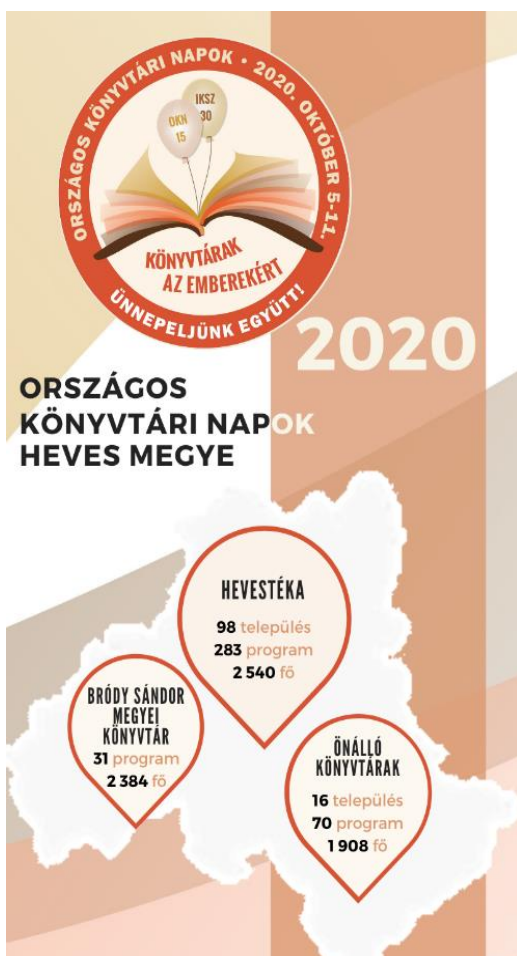 ORSZÁGOS KÖNYVTÁRI NAPOK • 2020. OKTÓBER 5-11.
OKN
15
IKSZ
30
KÖNYVTÁRAK
AZ EMBEREKÉRT
ÜNNEPELJÜNK EGYÜTT!
2020
ORSZÁGOS
KÖNYVTÁRI NAPOK
HEVES MEGYE
HEVESTÉKA
98 település
283 program
2 540 fő
BRÓDY SÁNDOR
MEGYEI
KÖNYVTÁR
31 program
2 384 fő
ÖNÁLLÓ
KÖNYVTÁRAK
16 település
70 program
1 908 fő